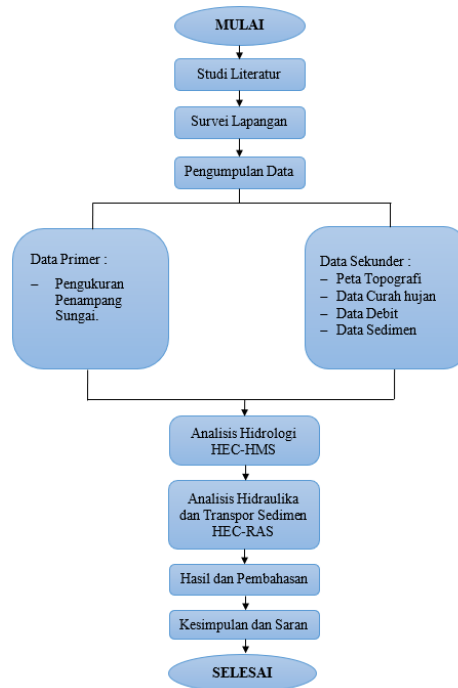 MULAI
Studi Literatur
Survei Lapangan
Pengumpulan Data
Data Primer :
– Pengukuran
Penampang
Sungai.
Data Sekunder :
– Peta Topografi
– Data Curah hujan
– Data Debit
– Data Sedimen
Analisis Hidrologi
HEC-HMS
Analisis Hidraulika
dan Transpor Sedimen
HEC-RAS
Hasil dan Pembahasan
Kesimpulan dan Saran
SELESAI